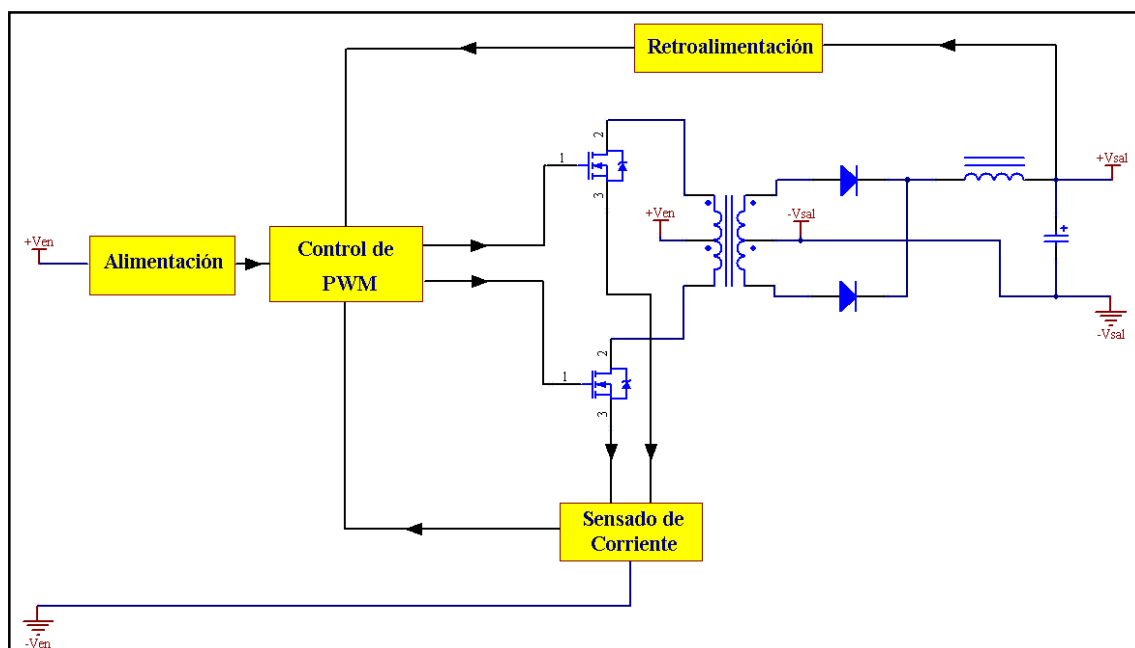 Retroalimentación
2
1
3
+Ven
-Vsal
+Vsal
+Ven
Alimentación
Control de
PWM
+
-Vsal
2
1
3
Sensado de
Corriente
-Ven